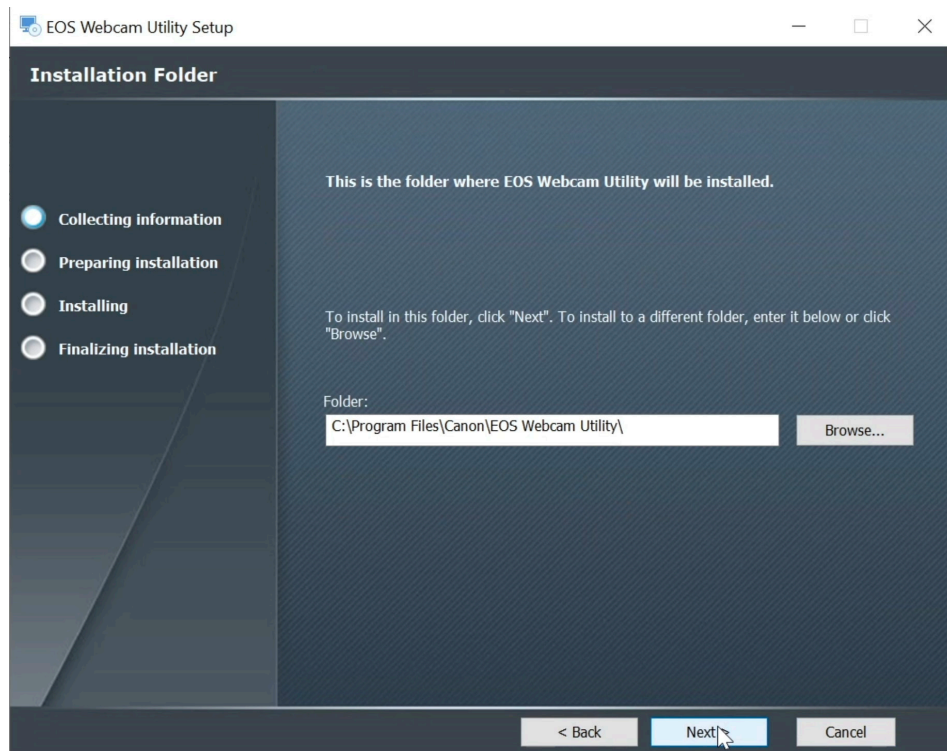 EOS Webcam Utility Setup
Installation Folder
Collecting information
Preparing installation
Installing
Finalizing installation
This is the folder where EOS Webcam Utility will be installed.
To install in this folder, click "Next". To install to a different folder, enter it below or click
"Browse".
Folder:
C:\Program Files\Canon\EOS Webcam Utility\
Browse...
< Back
Next >
Cancel